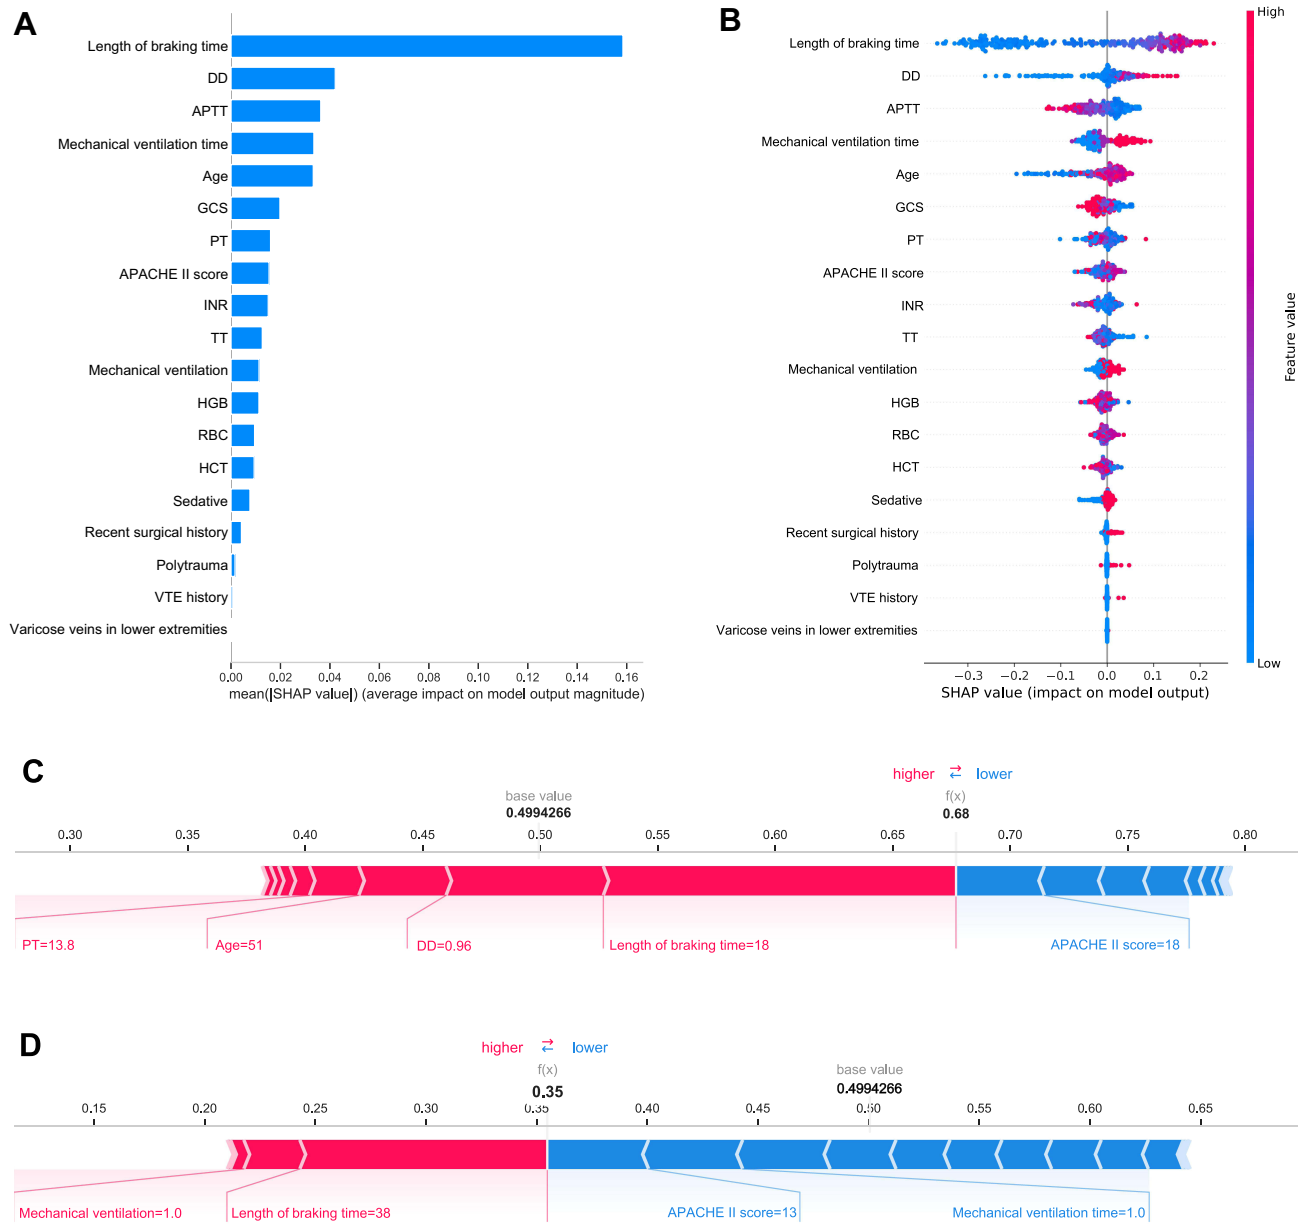 A
Length of braking time
DD
APTT
Mechanical ventilation time
Age
GCS
PT
APACHE II score
INR
TT
Mechanical ventilation
HGB
RBC
HCT
Sedative
Recent surgical history
Polytrauma
VTE history
Varicose veins in lower extremities
0.00 0.02 0.04 0.06 0.08 0.10 0.12 0.14 0.16
mean(|SHAP value|) (average impact on model output magnitude)
B
Length of braking time
DD
APTT
Mechanical ventilation time
Age
GCS
PT
APACHE II score
INR
TT
Mechanical ventilation
HGB
RBC
HCT
Sedative
Recent surgical history
Polytrauma
VTE history
Varicose veins in lower extremities
−0.3 −0.2 −0.1 0.0 0.1 0.2
SHAP value (impact on model output)
High
Feature value
Low
C
higher ⇄ lower
base value
0.4994266
f(x)
0.68
0.30 0.35 0.40 0.45 0.50 0.55 0.60 0.65 0.70 0.75 0.80
PT=13.8 Age=51 DD=0.96 Length of braking time=18 APACHE II score=18
D
higher ⇄ lower
f(x)
0.35
base value
0.4994266
0.15 0.20 0.25 0.30 0.35 0.40 0.45 0.50 0.55 0.60 0.65
Mechanical ventilation=1.0 Length of braking time=38 APACHE II score=13 Mechanical ventilation time=1.0